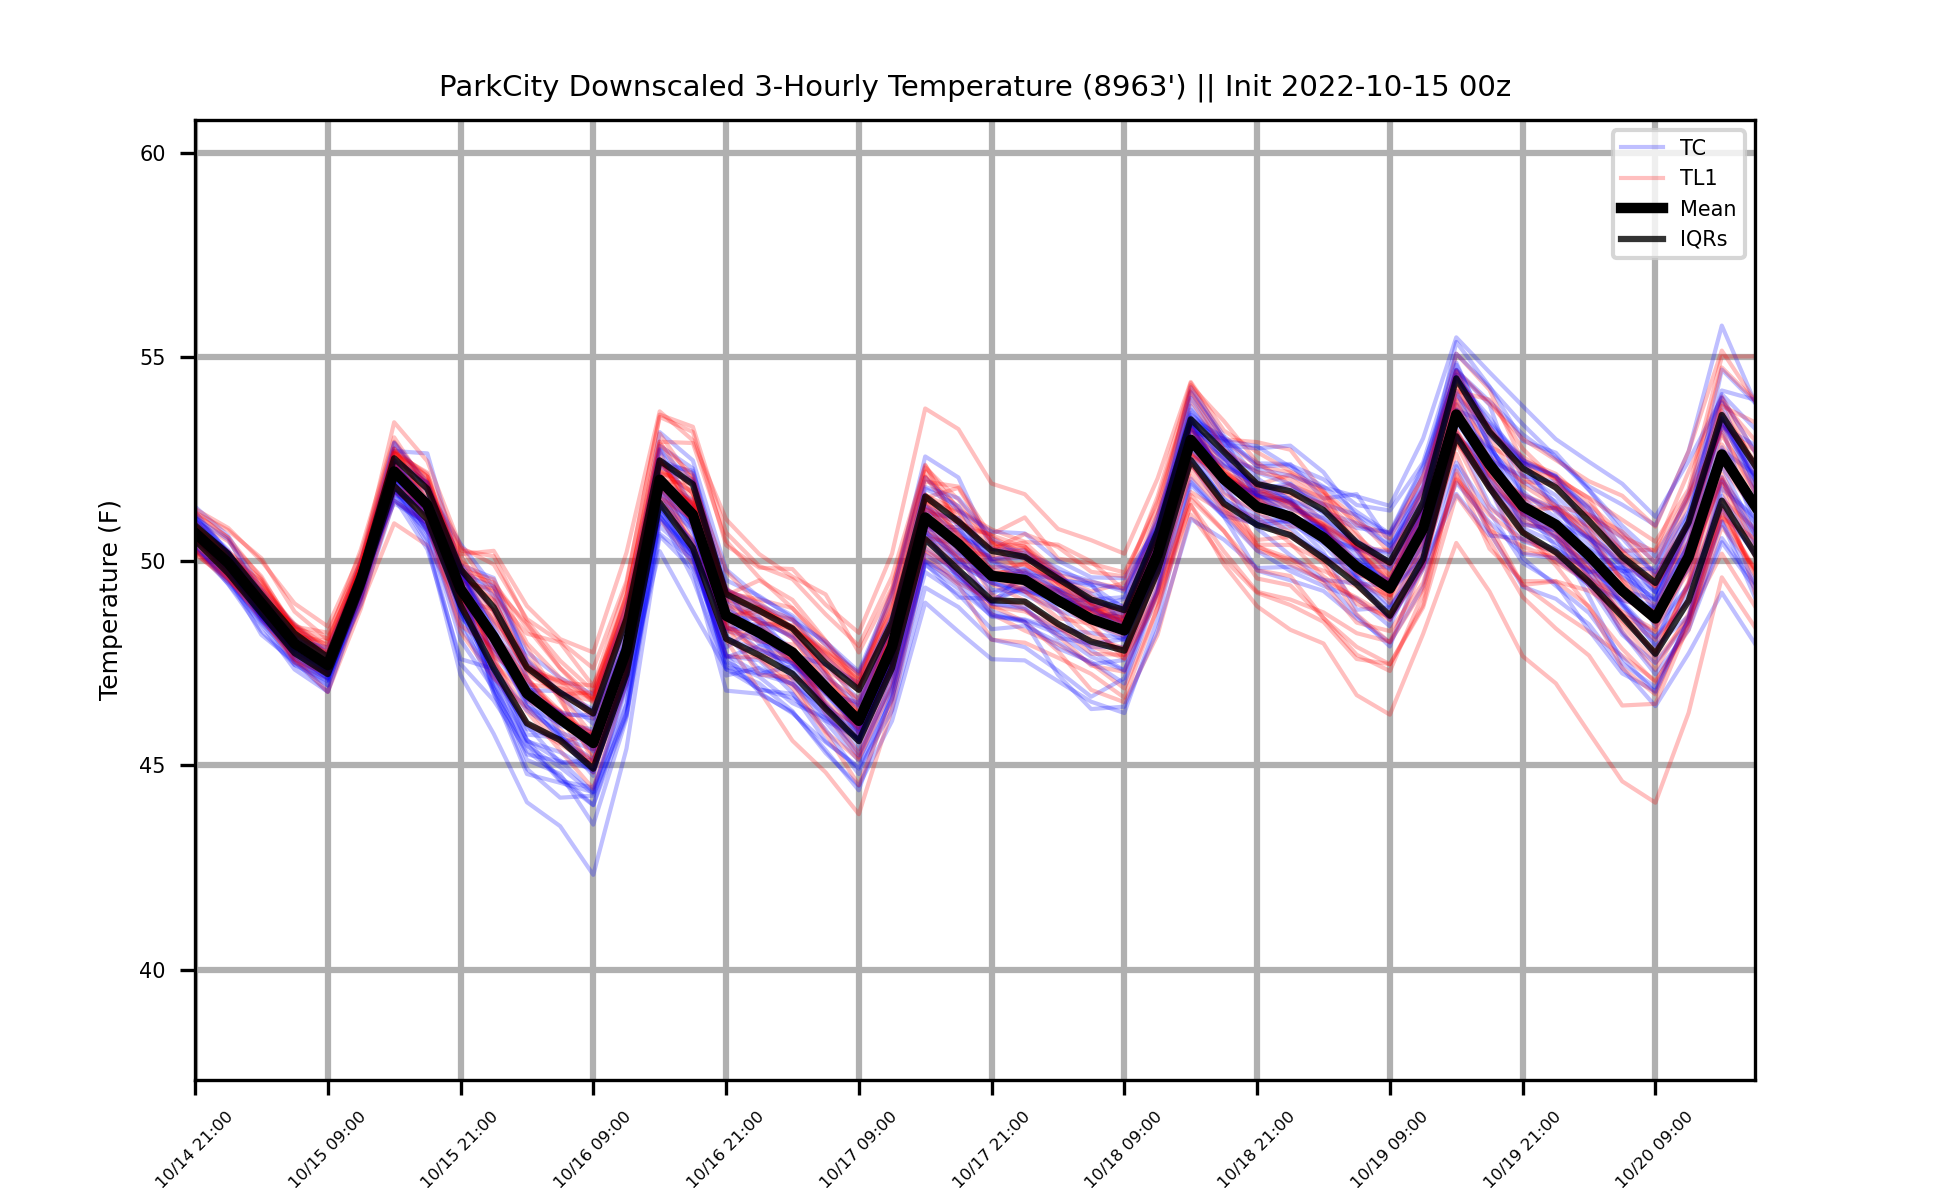 ParkCity Downscaled 3-Hourly Temperature (8963') || Init 2022-10-15 00z
TC
TL1
Mean
IQRs
Temperature (F)
60
55
50
45
40
10/14 21:00
10/15 09:00
10/15 21:00
10/16 09:00
10/16 21:00
10/17 09:00
10/17 21:00
10/18 09:00
10/18 21:00
10/19 09:00
10/19 21:00
10/20 09:00